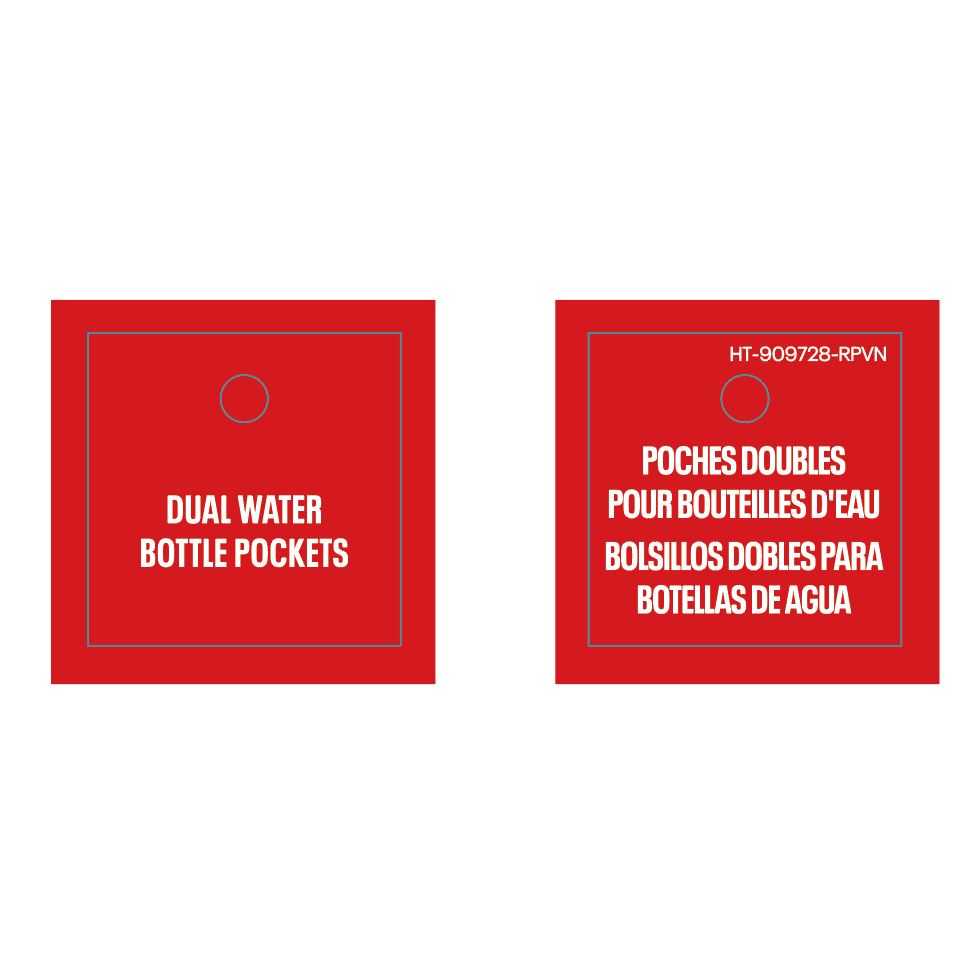 DUAL WATER
BOTTLE POCKETS
HT-909728-RPVN
POCHES DOUBLES
POUR BOUTEILLES D'EAU
BOLSILLOS DOBLES PARA
BOTELLAS DE AGUA